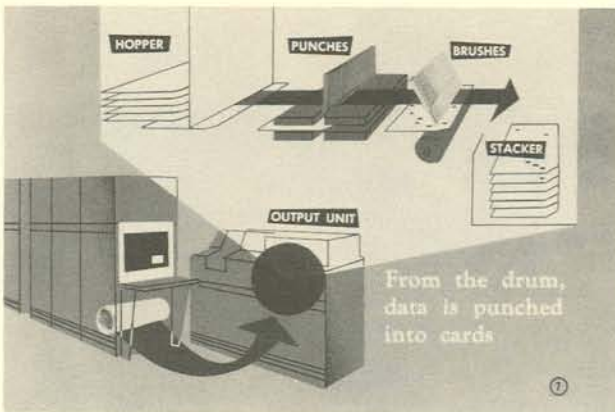 HOPPER
PUNCHES
BRUSHES
STACKER
OUTPUT UNIT
From the drum,
data is punched
into cards
7